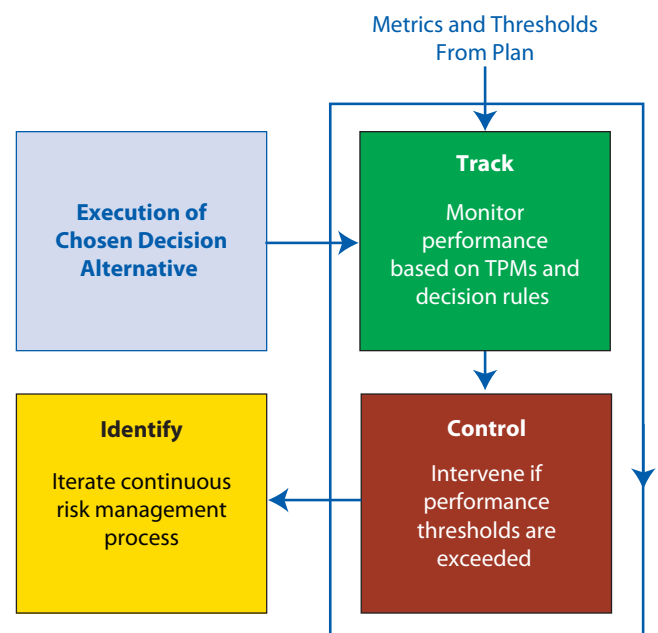 Metrics and Thresholds
From Plan
Execution of
Chosen Decision
Alternative
Track
Monitor
performance
based on TPMs and
decision rules
Identify
Iterate continuous
risk management
process
Control
Intervene if
performance
thresholds are
exceeded